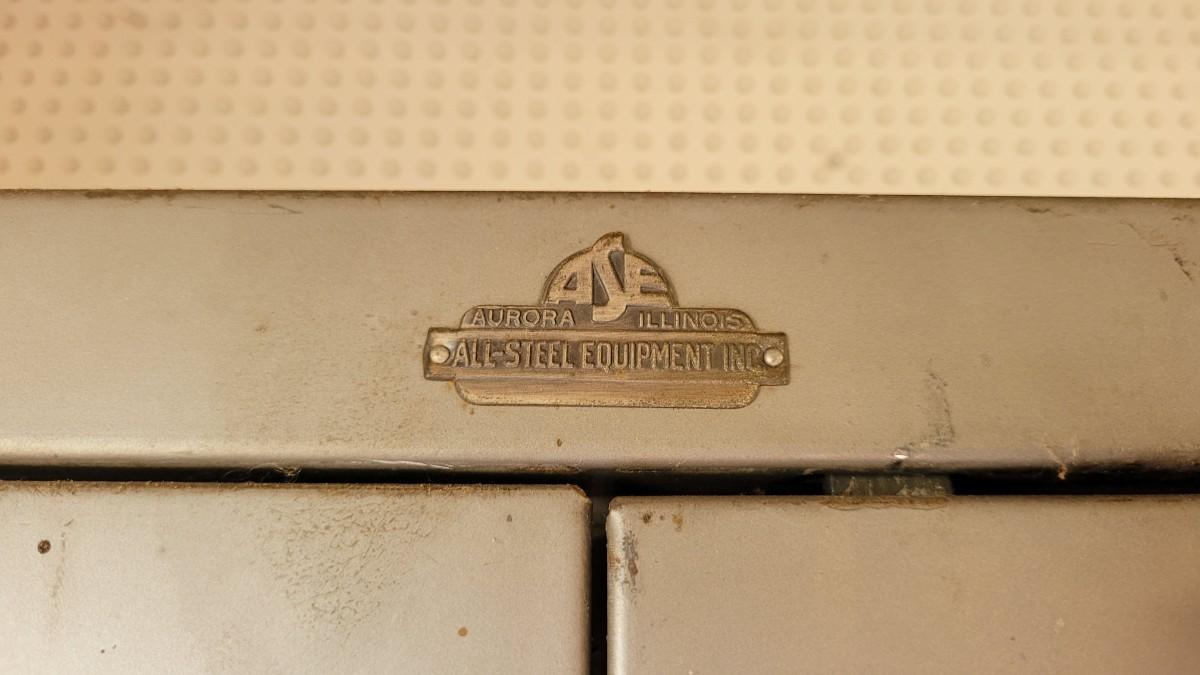 ASE
AURORA ILLINOIS
ALL-STEEL EQUIPMENT INC